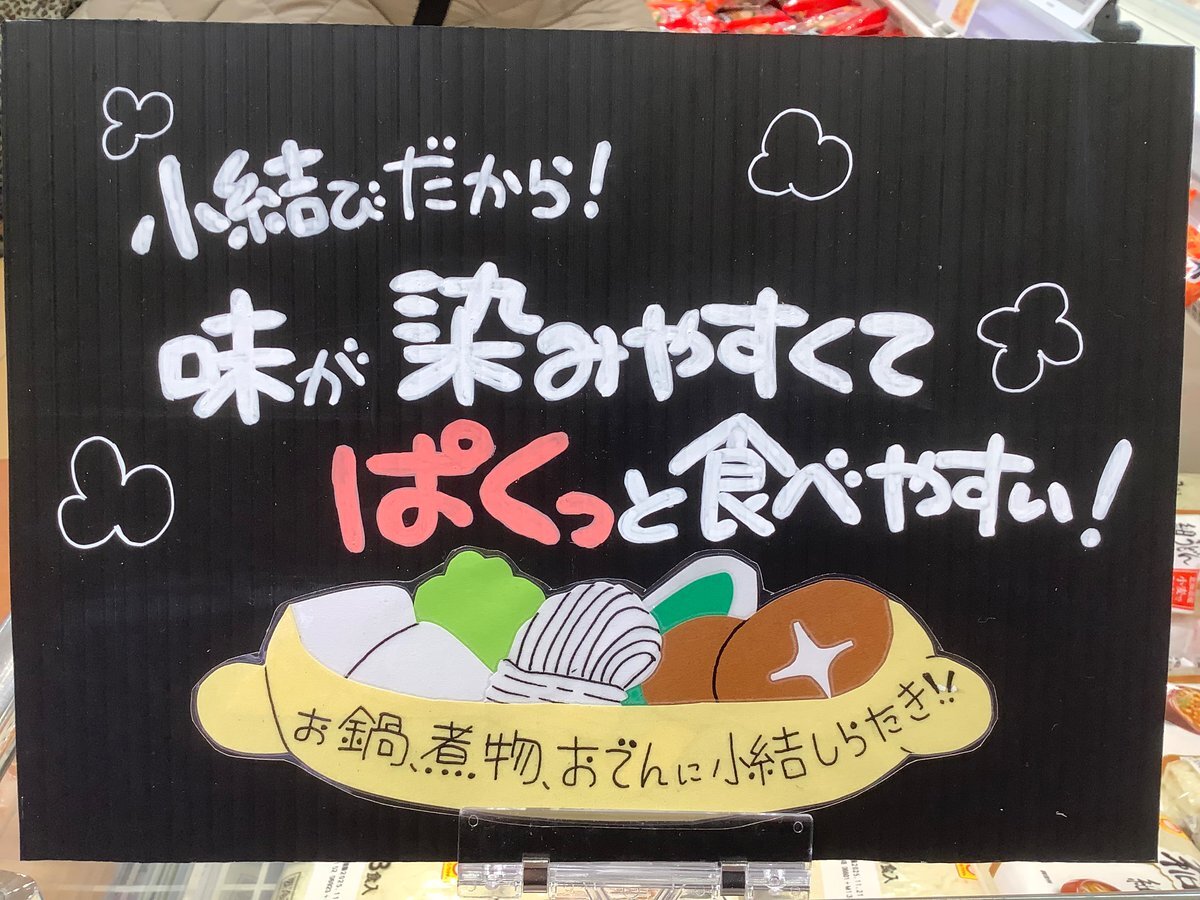 小結びだから!
味が染みやすくて
ぱくっと食べやすい!
お鍋、煮物、おでんに小結しらたき!!